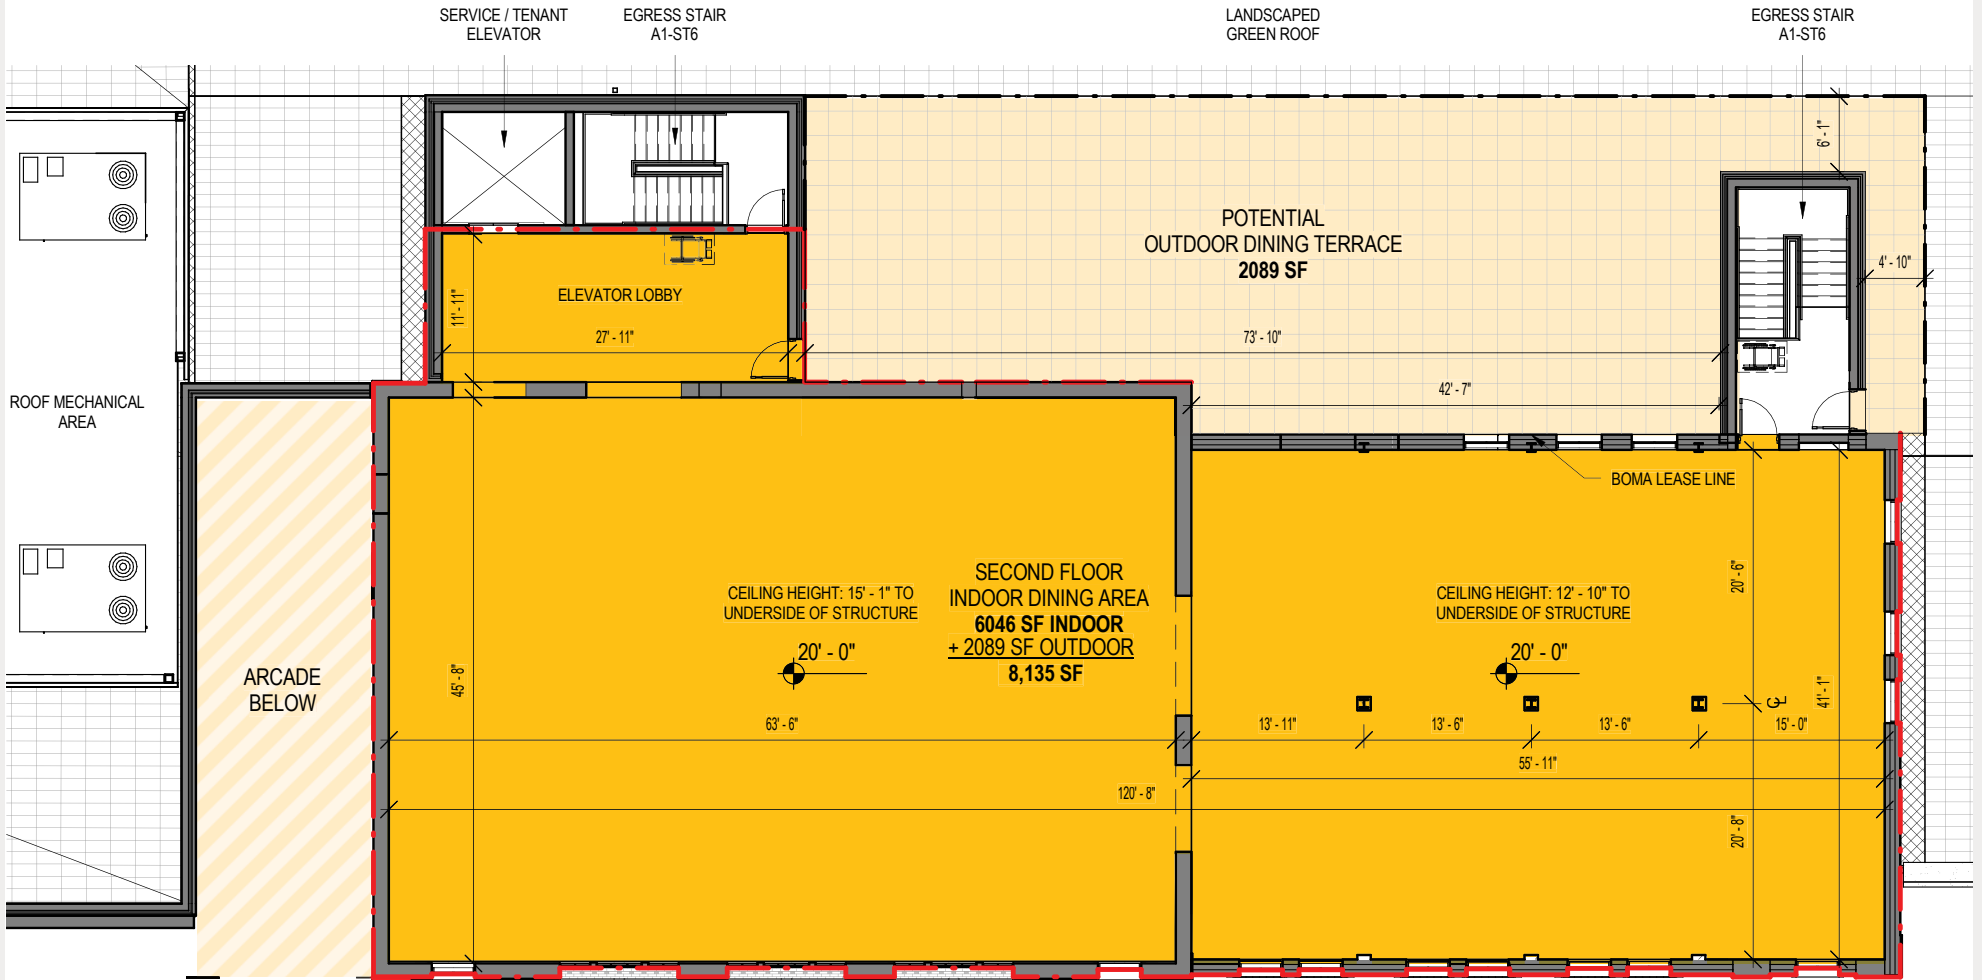 SERVICE / TENANT
ELEVATOR
EGRESS STAIR
A1-ST6
LANDSCAPED
GREEN ROOF
EGRESS STAIR
A1-ST6
6' - 1"
POTENTIAL
OUTDOOR DINING TERRACE
2089 SF
4' - 10"
ELEVATOR LOBBY
11' - 11"
27' - 11"
73' - 10"
42' - 7"
ROOF MECHANICAL
AREA
BOMA LEASE LINE
SECOND FLOOR
INDOOR DINING AREA
6046 SF INDOOR
+ 2089 SF OUTDOOR
8,135 SF
CEILING HEIGHT: 15' - 1" TO
UNDERSIDE OF STRUCTURE
20' - 0"
CEILING HEIGHT: 12' - 10" TO
UNDERSIDE OF STRUCTURE
20' - 0"
20' - 6"
ARCADE
BELOW
45' - 8"
41' - 1"
CL
63' - 6"
13' - 11"
13' - 6"
13' - 6"
15' - 0"
55' - 11"
120' - 8"
20' - 8"